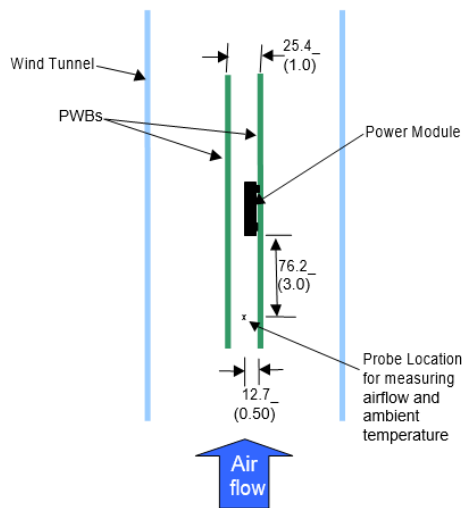 25.4_
(1.0)
Wind Tunnel
PWBs
Power Module
76.2_
(3.0)
x
Probe Location
for measuring
airflow and
ambient
temperature
12.7_
(0.50)
Air
flow